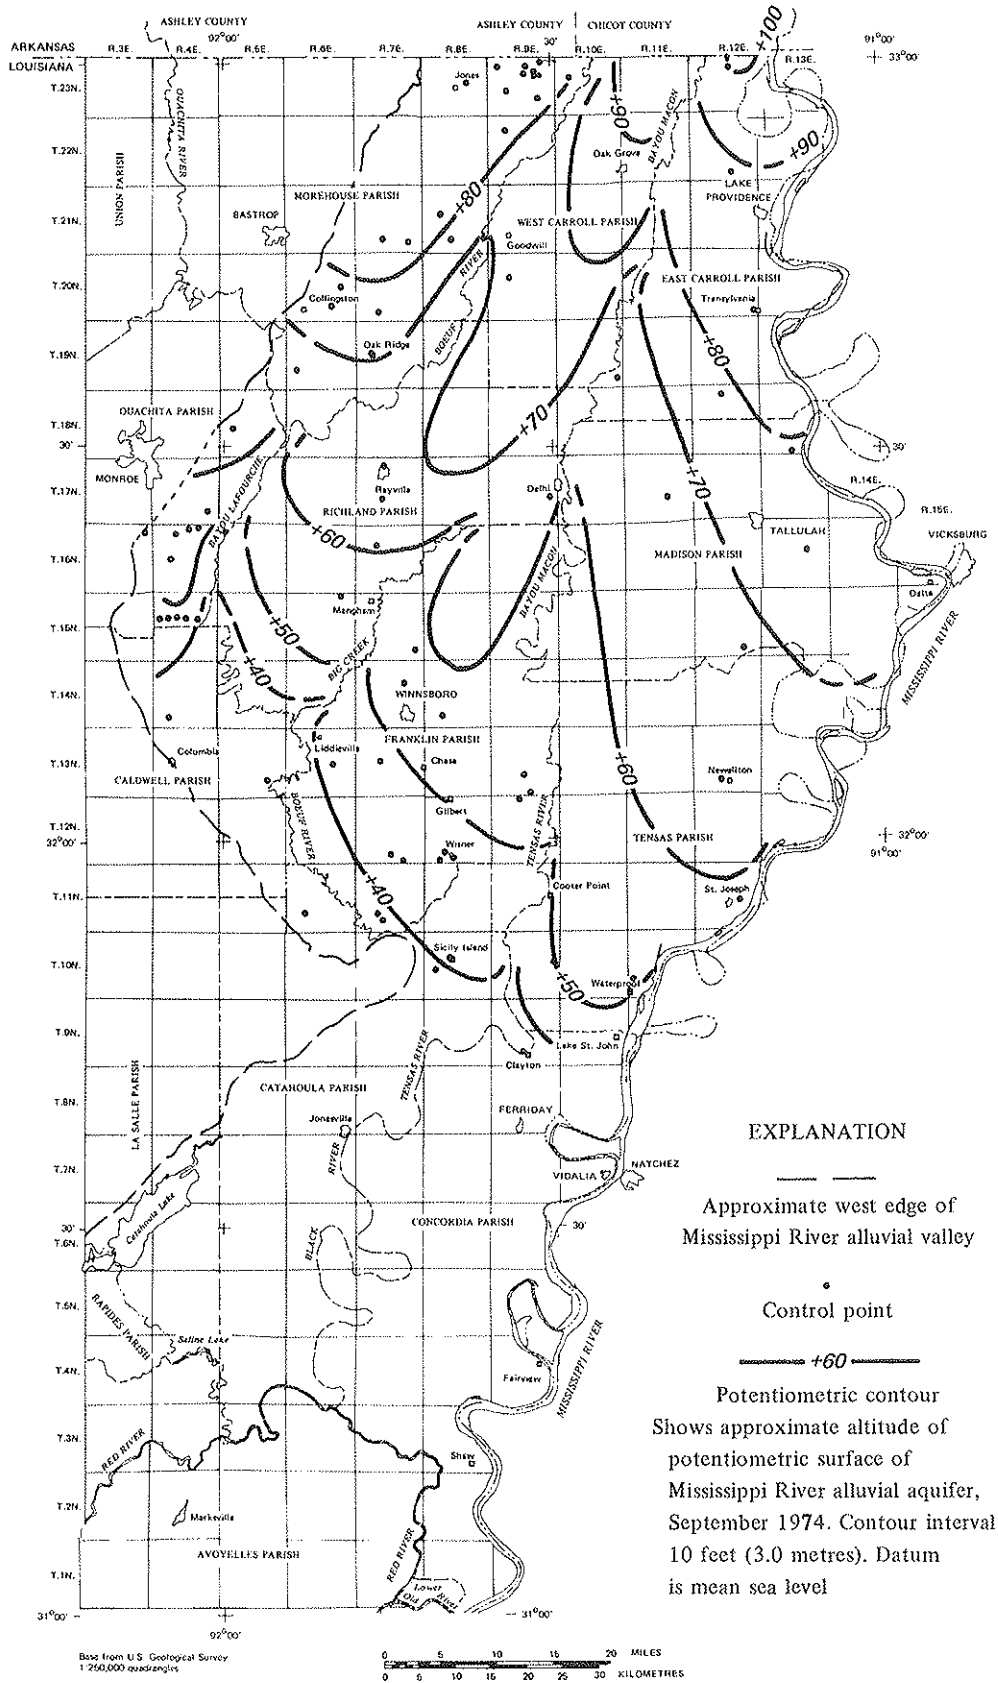 ASHLEY COUNTY
ASHLEY COUNTY
CHICOT COUNTY
+100
92°00'
30'
91°00'
ARKANSAS
R.3E.
R.4E.
R.5E.
R.6E.
R.7E.
R.8E.
R.9E.
R.10E.
R.11E.
R.12E.
R.13E.
33°00'
LOUISIANA
T.23N.
Jones
OUACHITA RIVER
+90
BAYOU MACON
T.22N.
Oak Grove
+90
UNION PARISH
MOREHOUSE PARISH
+80
LAKE
PROVIDENCE
T.21N.
BASTROP
WEST CARROLL PARISH
Goodwill
RIVER
EAST CARROLL PARISH
T.20N.
Collingston
Transylvania
BOEUF
T.19N.
Oak Ridge
+80
OUACHITA PARISH
T.18N.
+70
30'
30'
MONROE
BAYOU LAFOURCHE
Rayville
Delhi
+70
R.14E.
T.17N.
RICHLAND PARISH
R.15E.
+60
TALLULAH
VICKSBURG
T.16N.
BAYOU MACON
MADISON PARISH
Delta
Mangham
T.15N.
+50
BIG CREEK
MISSISSIPPI RIVER
+40
T.14N.
WINNSBORO
Columbia
Liddieville
FRANKLIN PARISH
T.13N.
Chase
+60
Newellton
CALDWELL PARISH
BOEUF RIVER
Gilbert
TENSAS RIVER
T.12N.
32°00'
Wisner
TENSAS PARISH
32°00'
91°00'
+40
T.11N.
Cooter Point
St. Joseph
Sicily Island
T.10N.
+50
Waterproof
T.9N.
Lake St. John
TENSAS RIVER
Clayton
LA SALLE PARISH
CATAHOULA PARISH
T.8N.
Jonesville
FERRIDAY
EXPLANATION
RIVER
T.7N.
VIDALIA
NATCHEZ
Approximate west edge of
Mississippi River alluvial valley
Catahoula Lake
CONCORDIA PARISH
30'
30'
T.6N.
BLACK
Control point
T.5N.
RAPIDES PARISH
Saline Lake
MISSISSIPPI RIVER
+60
T.4N.
Fairview
Potentiometric contour
Shows approximate altitude of
potentiometric surface of
Mississippi River alluvial aquifer,
September 1974. Contour interval
10 feet (3.0 metres). Datum
is mean sea level
T.3N.
RED RIVER
Shaw
T.2N.
Marksville
AVOYELLES PARISH
RED RIVER
T.1N.
Lower
Old River
31°00'
31°00'
92°00'
Base from U.S. Geological Survey
1:250,000 quadrangles
0 5 10 15 20 MILES
0 5 10 15 20 25 30 KILOMETRES